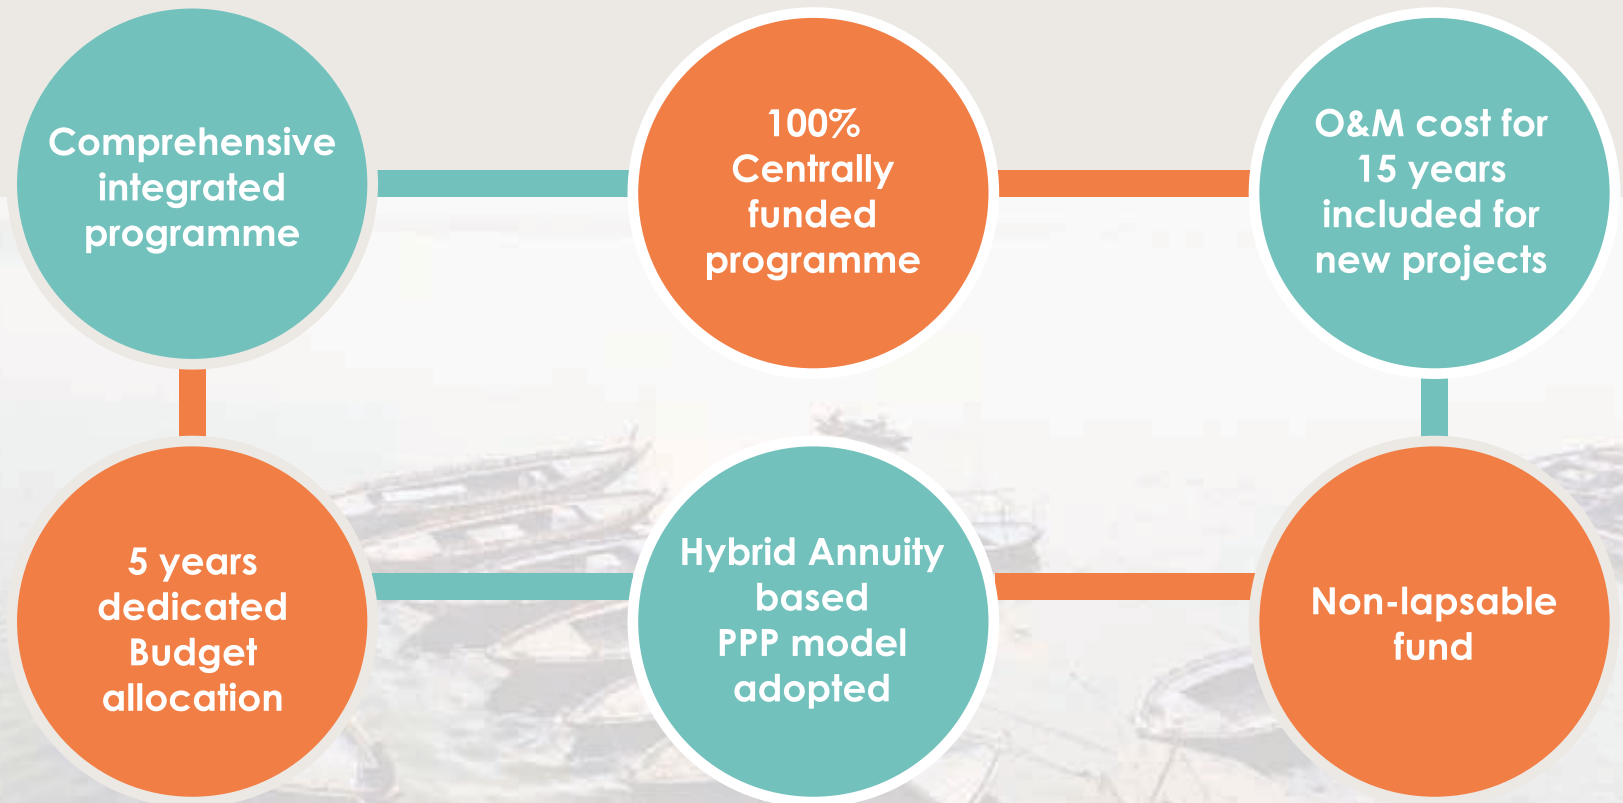 Comprehensive
integrated
programme
100%
Centrally
funded
programme
O&M cost for
15 years
included for
new projects
5 years
dedicated
Budget
allocation
Hybrid Annuity
based
PPP model
adopted
Non-lapsable
fund